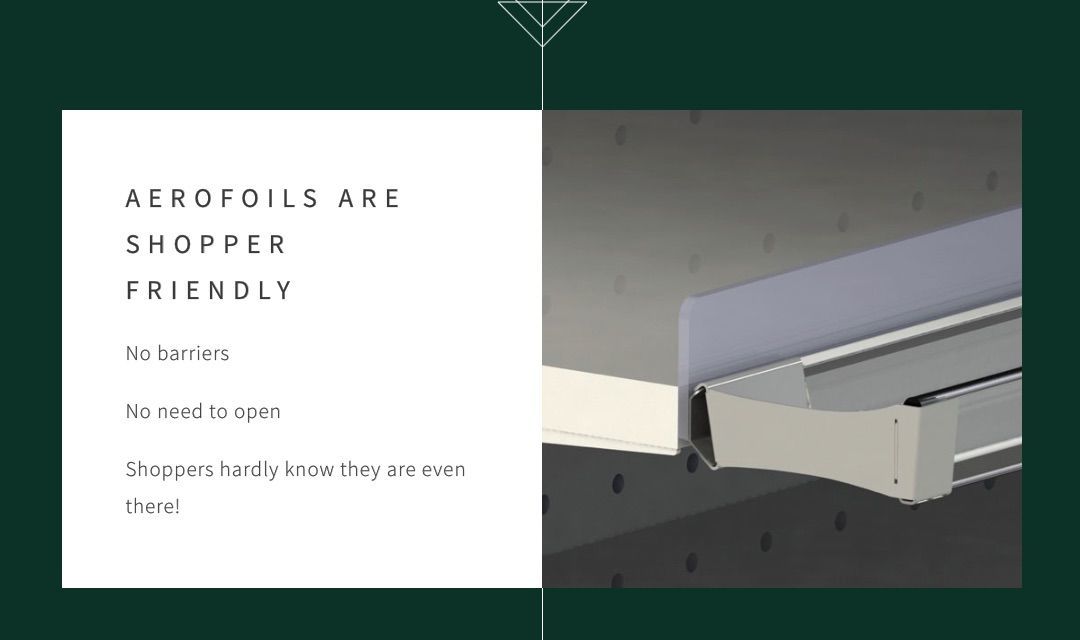 AEROFOILS ARE
SHOPPER
FRIENDLY
No barriers
No need to open
Shoppers hardly know they are even
there!